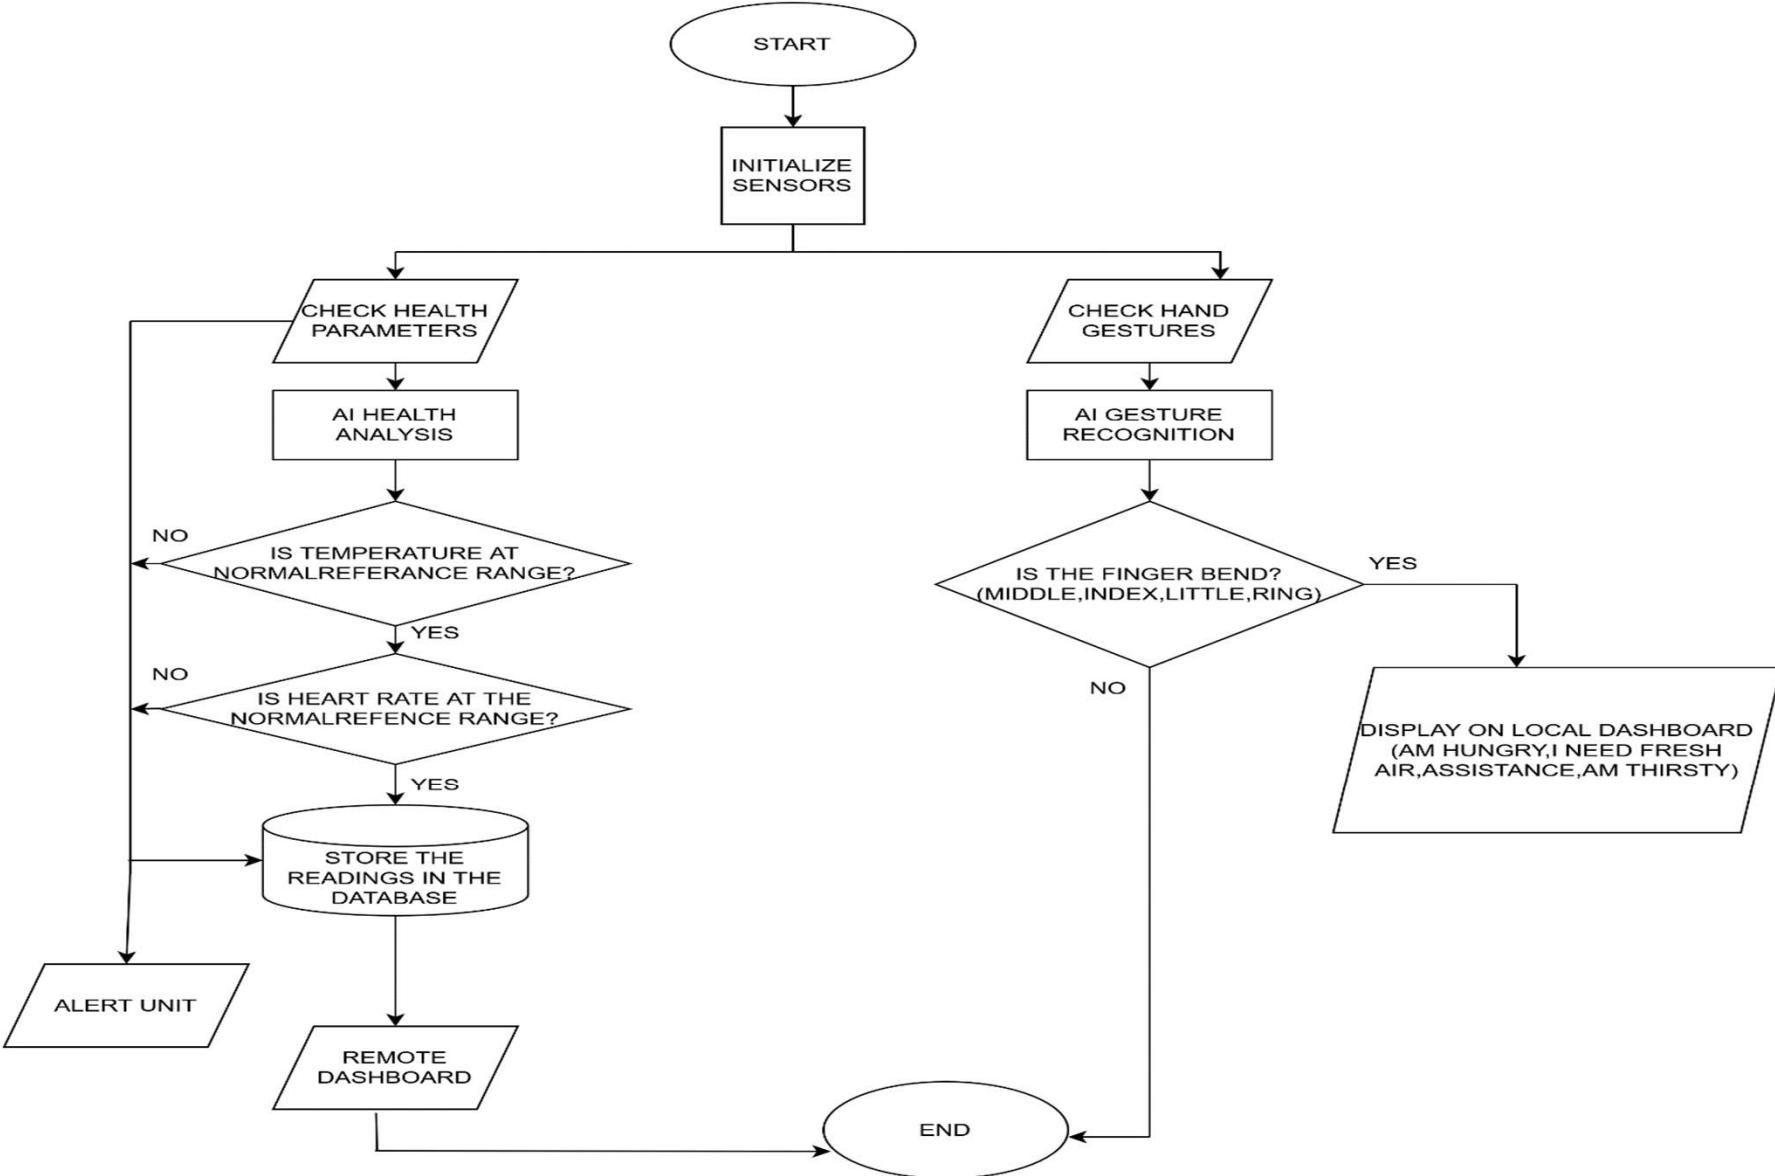 START
INITIALIZE
SENSORS
CHECK HEALTH
PARAMETERS
CHECK HAND
GESTURES
AI HEALTH
ANALYSIS
AI GESTURE
RECOGNITION
NO
IS TEMPERATURE AT
NORMALREFERANCE RANGE?
YES
IS THE FINGER BEND?
(MIDDLE,INDEX,LITTLE,RING)
YES
NO
IS HEART RATE AT THE
NORMALREFENCE RANGE?
YES
NO
DISPLAY ON LOCAL DASHBOARD
(AM HUNGRY,I NEED FRESH
AIR,ASSISTANCE,AM THIRSTY)
STORE THE
READINGS IN THE
DATABASE
ALERT UNIT
REMOTE
DASHBOARD
END